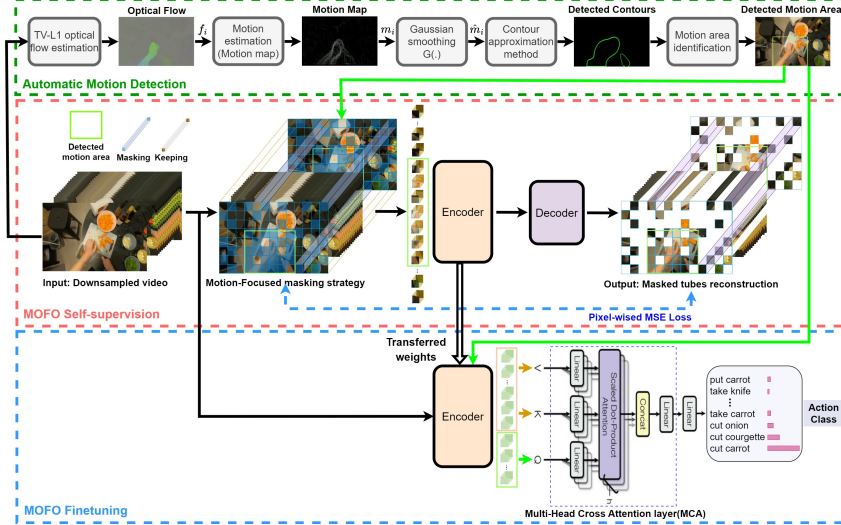 Optical Flow
Motion Map
Detected Contours
Detected Motion Area
TV-L1 optical
flow estimation
f_i
Motion
estimation
(Motion map)
m_i
Gaussian
smoothing
G(.)
m̂_i
Contour
approximation
method
Motion area
identification
Automatic Motion Detection
Detected
motion area
Masking
Keeping
Encoder
Decoder
Input: Downsampled video
Motion-Focused masking strategy
Output: Masked tubes reconstruction
Pixel-wised MSE Loss
MOFO Self-supervision
Transferred
weights
Encoder
V
K
Q
Linear
Linear
Linear
Scaled Dot-Product
Attention
h
Concat
Linear
Linear
put carrot
take knife
⋮
take carrot
cut onion
cut courgette
cut carrot
Action
Class
Multi-Head Cross Attention layer(MCA)
MOFO Finetuning